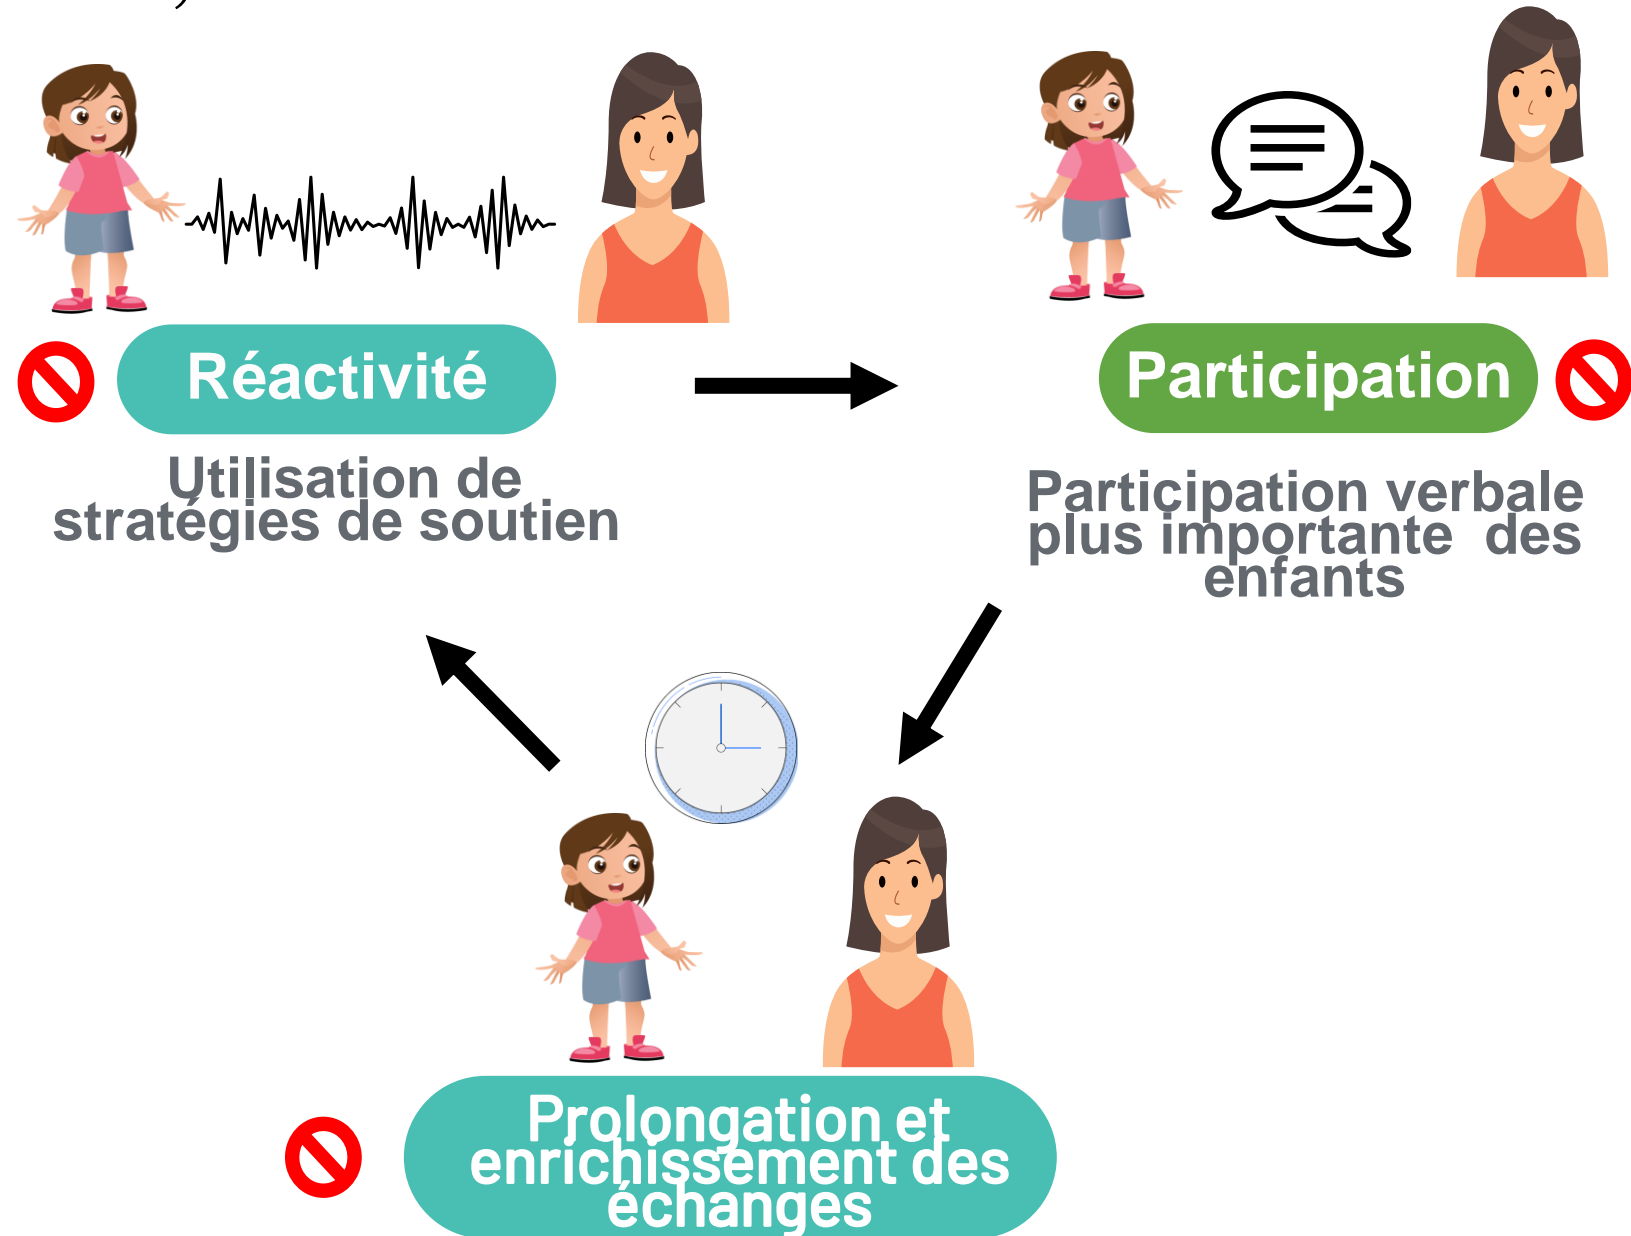 Réactivité
Participation
Utilisation de
stratégies de soutien
Participation verbale
plus importante des
enfants
Prolongation et
enrichissement des
échanges